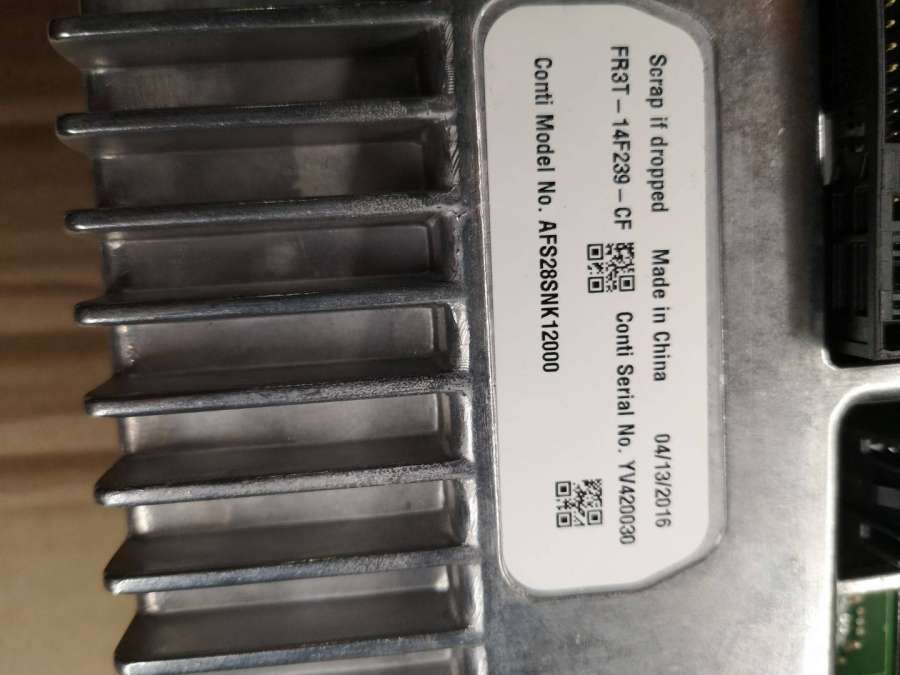 Scrap if dropped Made in China 04/13/2016
FR3T-14F239-CF Conti Serial No. YV420030
Conti Model No. AFS28SNK12000